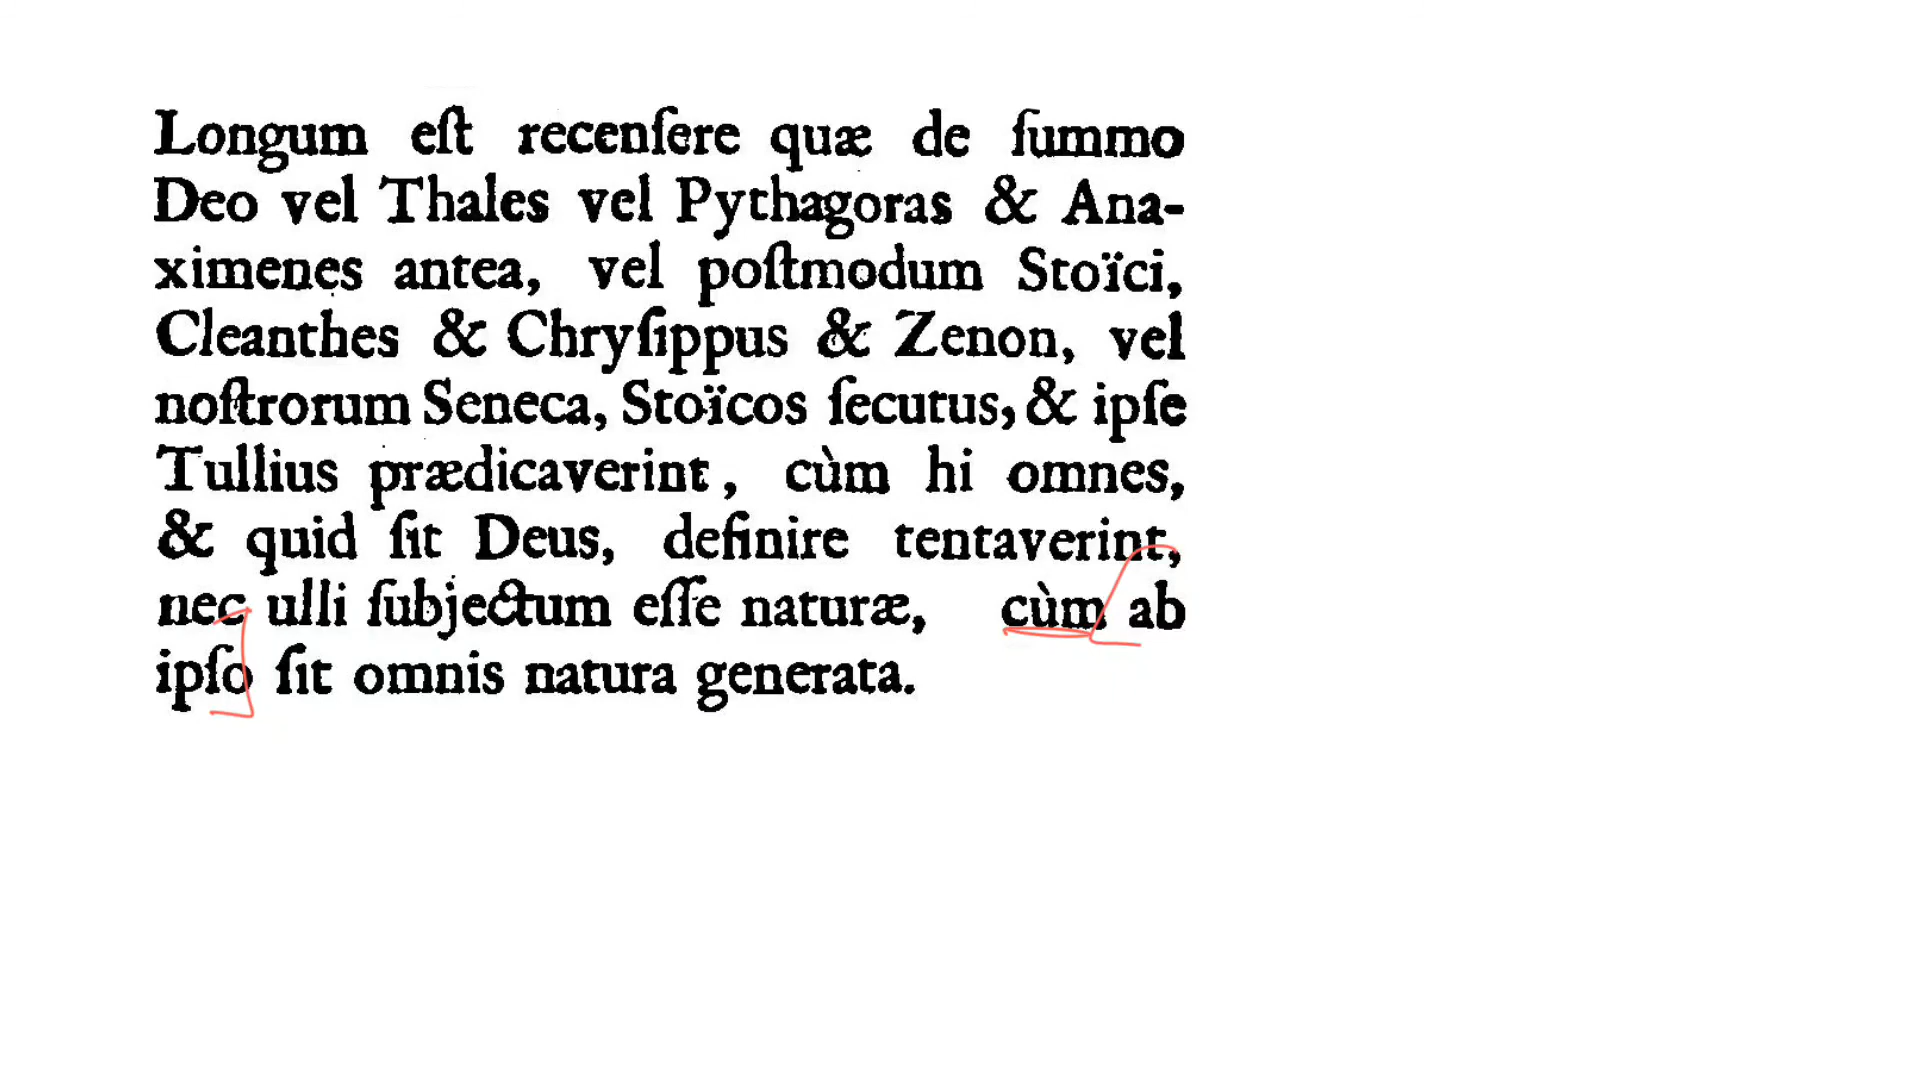 Longum eſt recenſere quæ de ſummo
Deo vel Thales vel Pythagoras & Ana-
ximenes antea, vel poſtmodum Stoïci,
Cleanthes & Chryſippus & Zenon, vel
noſtrorum Seneca, Stoïcos ſecutus, & ipſe
Tullius prædicaverint, cùm hi omnes,
& quid ſit Deus, definire tentaverint,
nec ulli ſubjectum eſſe naturæ, cùm ab
ipſo ſit omnis natura generata.